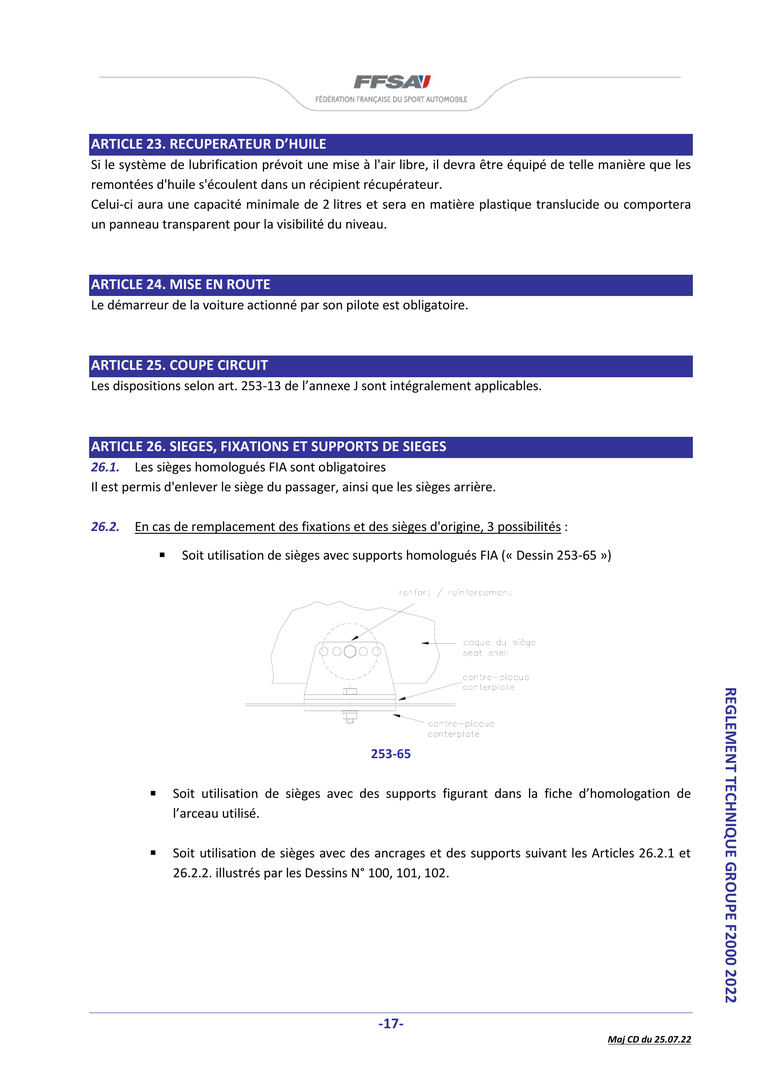 FFSA
FÉDÉRATION FRANÇAISE DU SPORT AUTOMOBILE
ARTICLE 23. RECUPERATEUR D’HUILE
Si le système de lubrification prévoit une mise à l'air libre, il devra être équipé de telle manière que les
remontées d'huile s'écoulent dans un récipient récupérateur.
Celui-ci aura une capacité minimale de 2 litres et sera en matière plastique translucide ou comportera
un panneau transparent pour la visibilité du niveau.
ARTICLE 24. MISE EN ROUTE
Le démarreur de la voiture actionné par son pilote est obligatoire.
ARTICLE 25. COUPE CIRCUIT
Les dispositions selon art. 253-13 de l’annexe J sont intégralement applicables.
ARTICLE 26. SIEGES, FIXATIONS ET SUPPORTS DE SIEGES
26.1. Les sièges homologués FIA sont obligatoires
Il est permis d'enlever le siège du passager, ainsi que les sièges arrière.
26.2. En cas de remplacement des fixations et des sièges d'origine, 3 possibilités :
▪ Soit utilisation de sièges avec supports homologués FIA (« Dessin 253-65 »)
renfort / reinforcement
coque du siège
seat shell
contre-plaque
conterplate
contre-plaque
conterplate
253-65
▪ Soit utilisation de sièges avec des supports figurant dans la fiche d’homologation de
l’arceau utilisé.
▪ Soit utilisation de sièges avec des ancrages et des supports suivant les Articles 26.2.1 et
26.2.2. illustrés par les Dessins N° 100, 101, 102.
REGLEMENT TECHNIQUE GROUPE F2000 2022
-17-
Maj CD du 25.07.22